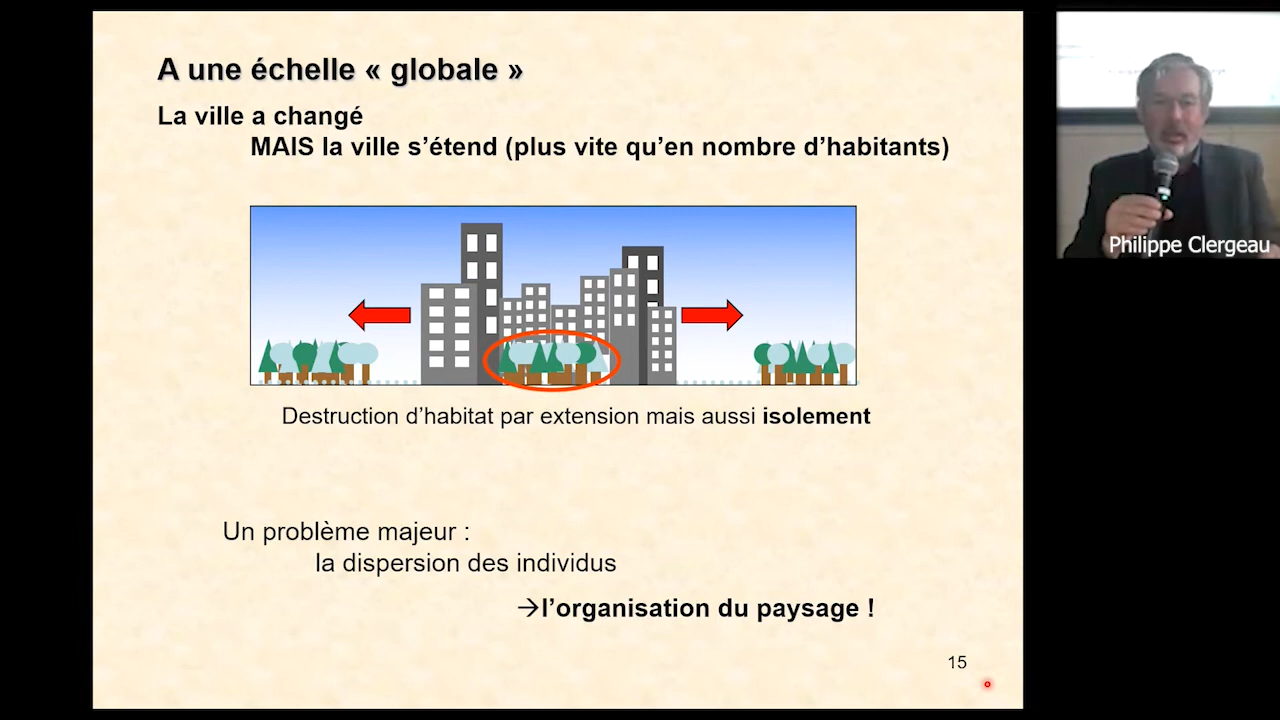 A une échelle « globale »
La ville a changé
MAIS la ville s’étend (plus vite qu’en nombre d’habitants)
Destruction d’habitat par extension mais aussi isolement
Un problème majeur :
la dispersion des individus
→l’organisation du paysage !
15
Philippe Clergeau